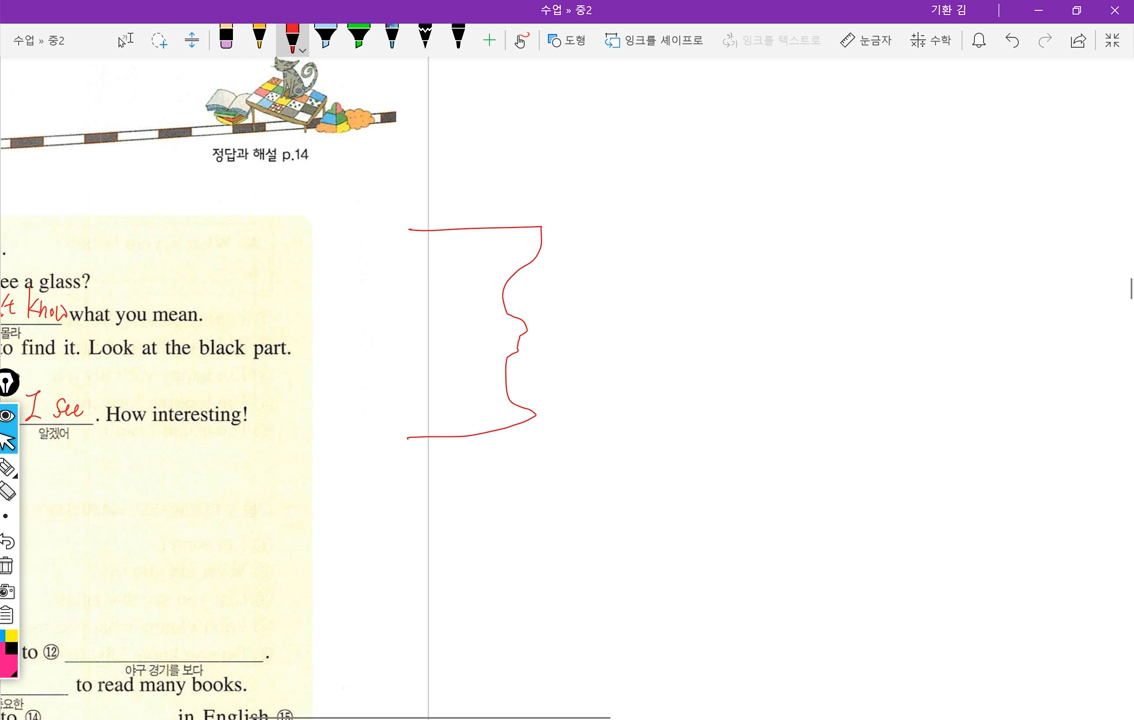 수업 » 중2
기환 김
수업 » 중2
도형
잉크를 셰이프로
잉크를 텍스트로
눈금자
수학
정답과 해설 p.14
.
ee a glass?
't know what you mean.
몰라
o find it. Look at the black part.
I see. How interesting!
알겠어
to ⑫ .
야구 경기를 보다
to read many books.
요한
to ⑭ in English ⑮